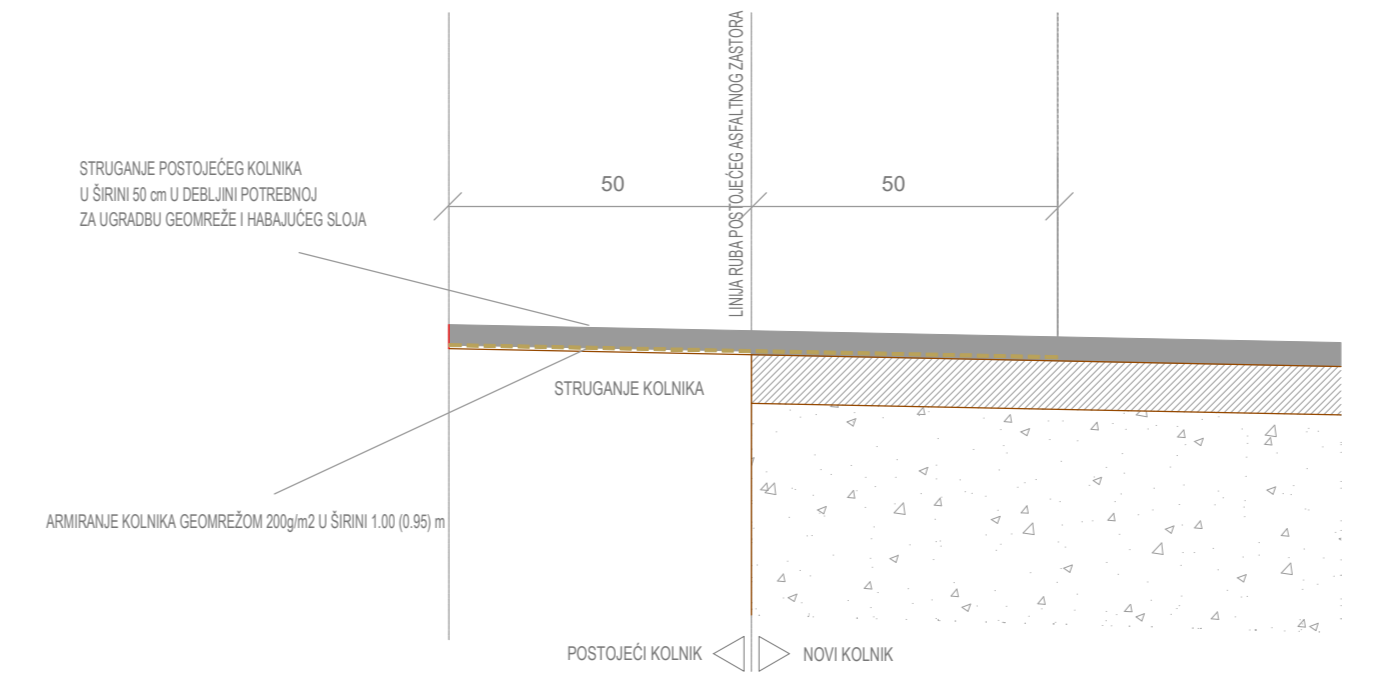 LINIJA RUBA POSTOJEĆEG ASFALTNOG ZASTORA
STRUGANJE POSTOJEĆEG KOLNIKA
U ŠIRINI 50 cm U DEBLJINI POTREBNOJ
ZA UGRADBU GEOMREŽE I HABAJUĆEG SLOJA
50
50
STRUGANJE KOLNIKA
ARMIRANJE KOLNIKA GEOMREŽOM 200g/m2 U ŠIRINI 1.00 (0.95) m
POSTOJEĆI KOLNIK
NOVI KOLNIK